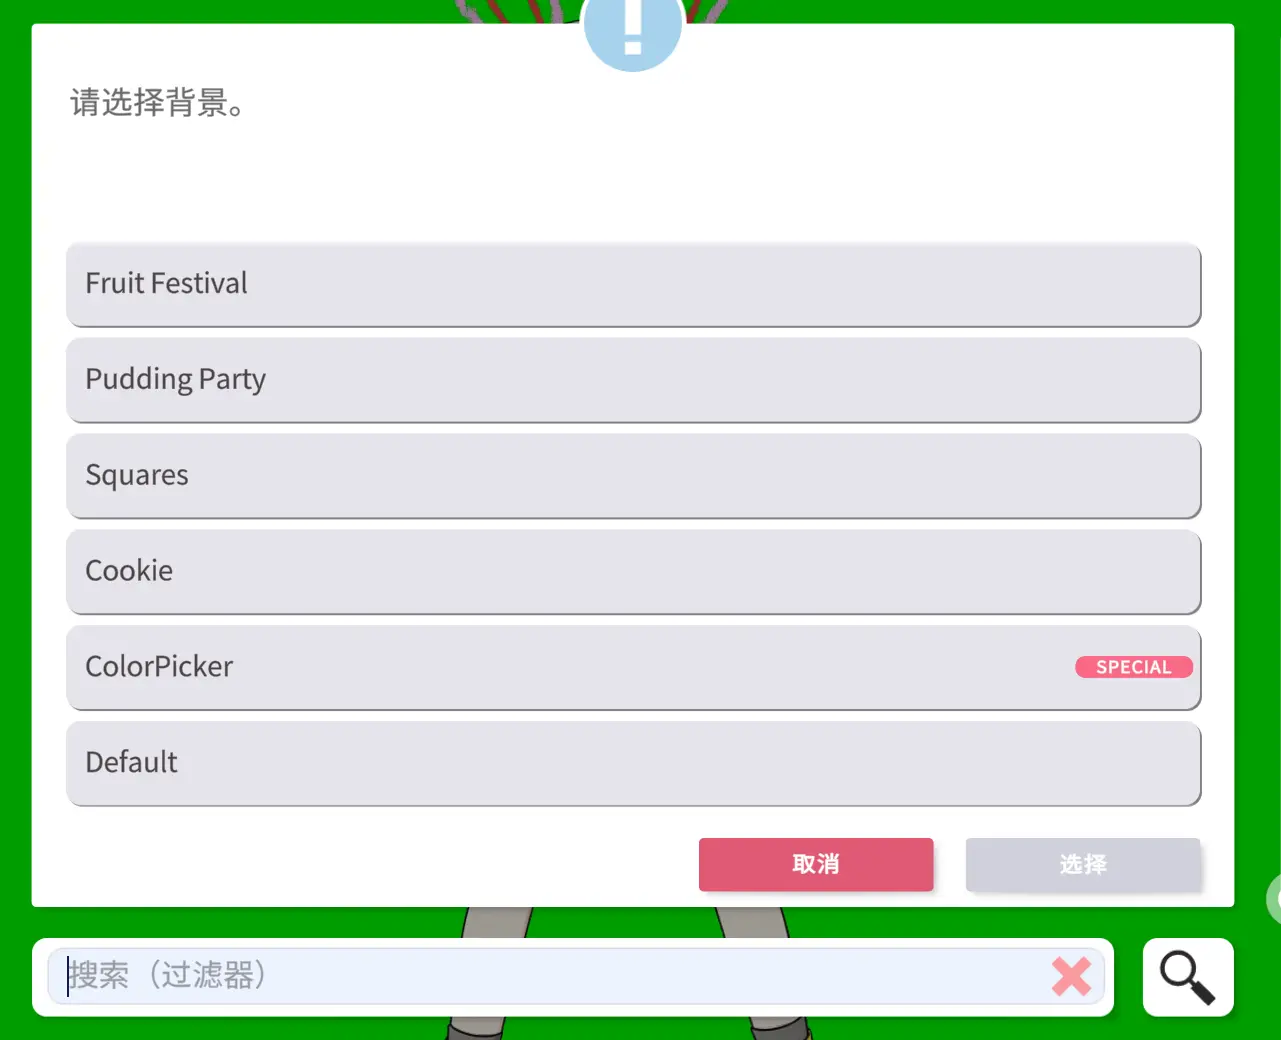 请选择背景。
Fruit Festival
Pudding Party
Squares
Cookie
ColorPicker
SPECIAL
Default
取消
选择
搜索（过滤器）